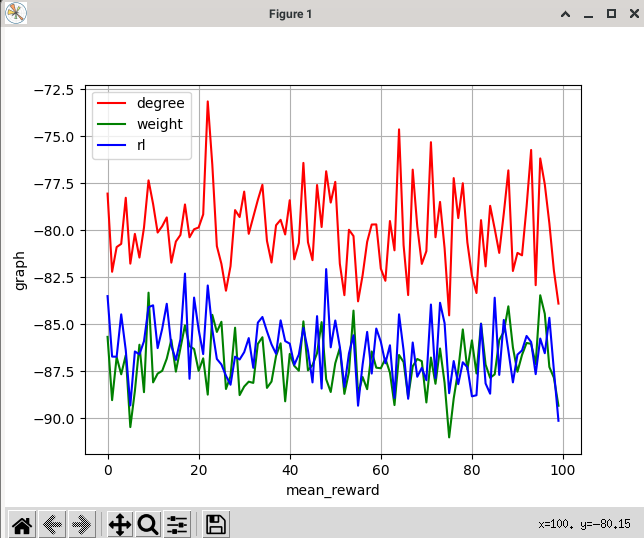 Figure 1
−72.5
−75.0
−77.5
−80.0
−82.5
−85.0
−87.5
−90.0
graph
degree
weight
rl
0 20 40 60 80 100
mean_reward
x=100. y=−80.15